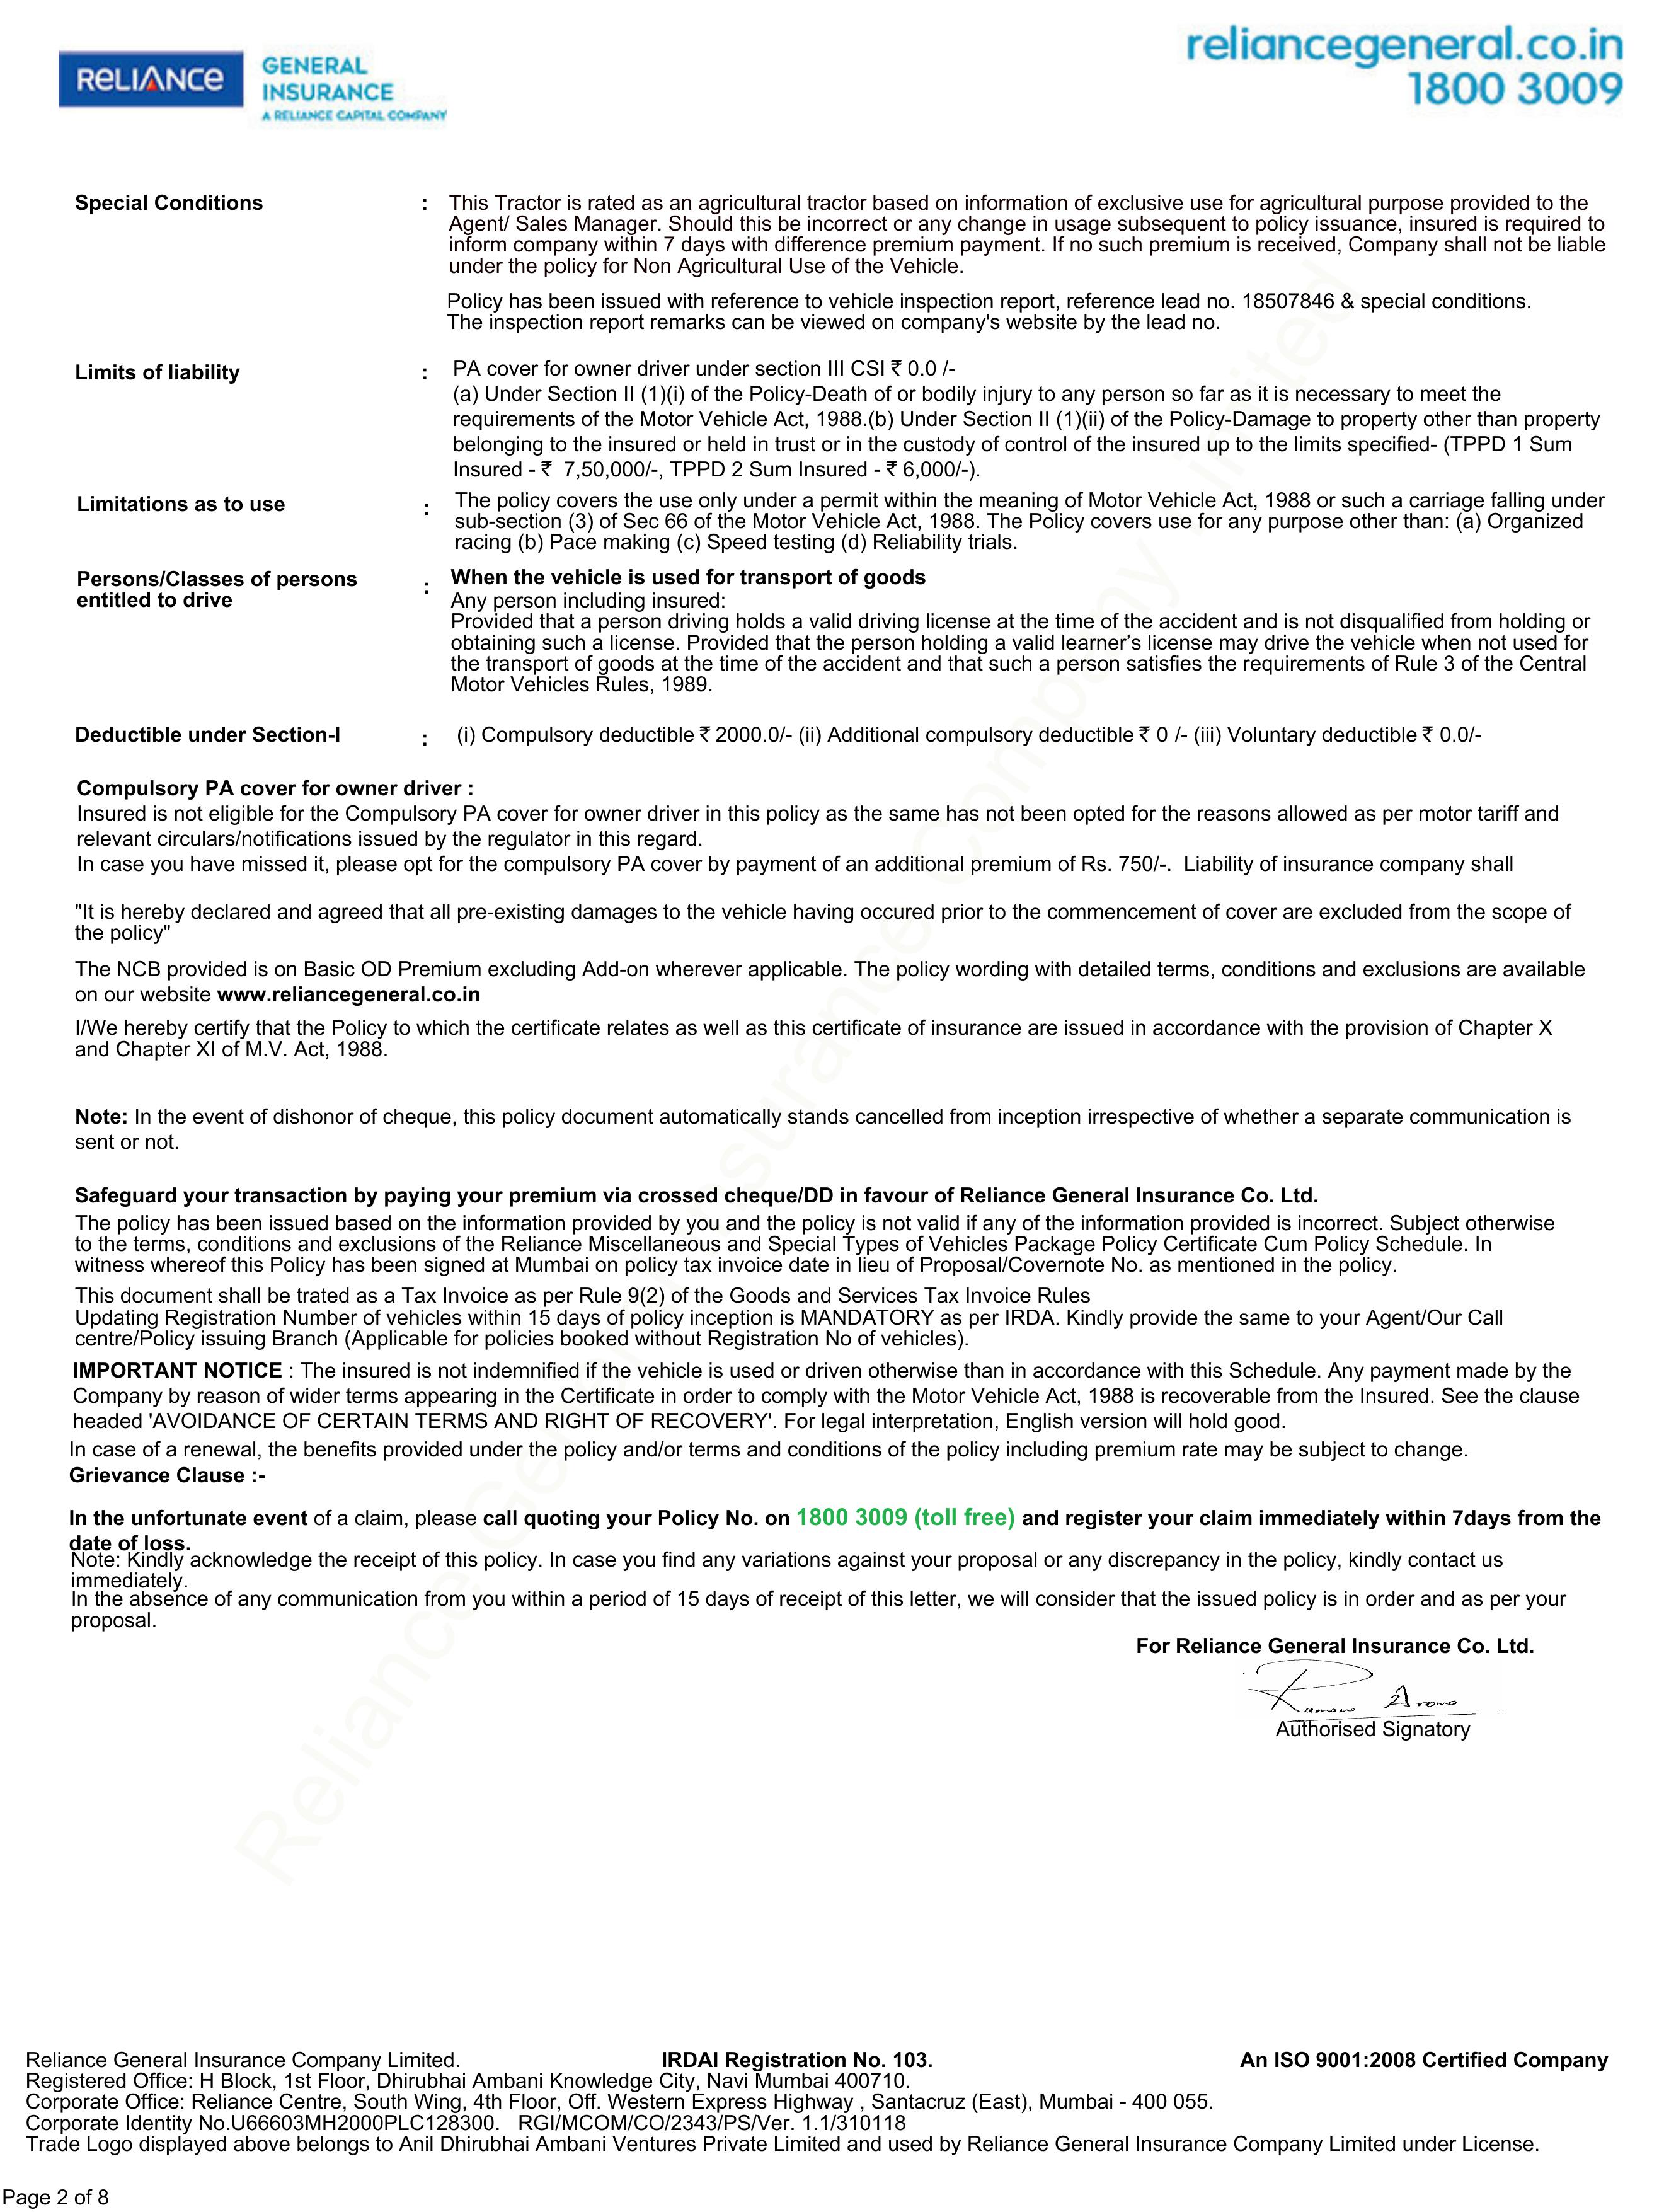 RELIANCE
GENERAL
INSURANCE
A RELIANCE CAPITAL COMPANY
reliancegeneral.co.in
1800 3009
Special Conditions : This Tractor is rated as an agricultural tractor based on information of exclusive use for agricultural purpose provided to the
Agent/ Sales Manager. Should this be incorrect or any change in usage subsequent to policy issuance, insured is required to
inform company within 7 days with difference premium payment. If no such premium is received, Company shall not be liable
under the policy for Non Agricultural Use of the Vehicle.
Policy has been issued with reference to vehicle inspection report, reference lead no. 18507846 & special conditions.
The inspection report remarks can be viewed on company's website by the lead no.
Limits of liability : PA cover for owner driver under section III CSI ₹ 0.0 /-
(a) Under Section II (1)(i) of the Policy-Death of or bodily injury to any person so far as it is necessary to meet the
requirements of the Motor Vehicle Act, 1988.(b) Under Section II (1)(ii) of the Policy-Damage to property other than property
belonging to the insured or held in trust or in the custody of control of the insured up to the limits specified- (TPPD 1 Sum
Insured - ₹ 7,50,000/-, TPPD 2 Sum Insured - ₹ 6,000/-).
Limitations as to use : The policy covers the use only under a permit within the meaning of Motor Vehicle Act, 1988 or such a carriage falling under
sub-section (3) of Sec 66 of the Motor Vehicle Act, 1988. The Policy covers use for any purpose other than: (a) Organized
racing (b) Pace making (c) Speed testing (d) Reliability trials.
Persons/Classes of persons
entitled to drive : When the vehicle is used for transport of goods
Any person including insured:
Provided that a person driving holds a valid driving license at the time of the accident and is not disqualified from holding or
obtaining such a license. Provided that the person holding a valid learner's license may drive the vehicle when not used for
the transport of goods at the time of the accident and that such a person satisfies the requirements of Rule 3 of the Central
Motor Vehicles Rules, 1989.
Deductible under Section-I : (i) Compulsory deductible ₹ 2000.0/- (ii) Additional compulsory deductible ₹ 0 /- (iii) Voluntary deductible ₹ 0.0/-
Compulsory PA cover for owner driver :
Insured is not eligible for the Compulsory PA cover for owner driver in this policy as the same has not been opted for the reasons allowed as per motor tariff and
relevant circulars/notifications issued by the regulator in this regard.
In case you have missed it, please opt for the compulsory PA cover by payment of an additional premium of Rs. 750/-. Liability of insurance company shall
"It is hereby declared and agreed that all pre-existing damages to the vehicle having occured prior to the commencement of cover are excluded from the scope of
the policy"
The NCB provided is on Basic OD Premium excluding Add-on wherever applicable. The policy wording with detailed terms, conditions and exclusions are available
on our website www.reliancegeneral.co.in
I/We hereby certify that the Policy to which the certificate relates as well as this certificate of insurance are issued in accordance with the provision of Chapter X
and Chapter XI of M.V. Act, 1988.
Note: In the event of dishonor of cheque, this policy document automatically stands cancelled from inception irrespective of whether a separate communication is
sent or not.
Safeguard your transaction by paying your premium via crossed cheque/DD in favour of Reliance General Insurance Co. Ltd.
The policy has been issued based on the information provided by you and the policy is not valid if any of the information provided is incorrect. Subject otherwise
to the terms, conditions and exclusions of the Reliance Miscellaneous and Special Types of Vehicles Package Policy Certificate Cum Policy Schedule. In
witness whereof this Policy has been signed at Mumbai on policy tax invoice date in lieu of Proposal/Covernote No. as mentioned in the policy.
This document shall be trated as a Tax Invoice as per Rule 9(2) of the Goods and Services Tax Invoice Rules
Updating Registration Number of vehicles within 15 days of policy inception is MANDATORY as per IRDA. Kindly provide the same to your Agent/Our Call
centre/Policy issuing Branch (Applicable for policies booked without Registration No of vehicles).
IMPORTANT NOTICE : The insured is not indemnified if the vehicle is used or driven otherwise than in accordance with this Schedule. Any payment made by the
Company by reason of wider terms appearing in the Certificate in order to comply with the Motor Vehicle Act, 1988 is recoverable from the Insured. See the clause
headed 'AVOIDANCE OF CERTAIN TERMS AND RIGHT OF RECOVERY'. For legal interpretation, English version will hold good.
In case of a renewal, the benefits provided under the policy and/or terms and conditions of the policy including premium rate may be subject to change.
Grievance Clause :-
In the unfortunate event of a claim, please call quoting your Policy No. on 1800 3009 (toll free) and register your claim immediately within 7days from the
date of loss.
Note: Kindly acknowledge the receipt of this policy. In case you find any variations against your proposal or any discrepancy in the policy, kindly contact us
immediately.
In the absence of any communication from you within a period of 15 days of receipt of this letter, we will consider that the issued policy is in order and as per your
proposal.
For Reliance General Insurance Co. Ltd.
Authorised Signatory
Reliance General Insurance Company Limited
Reliance General Insurance Company Limited. IRDAI Registration No. 103. An ISO 9001:2008 Certified Company
Registered Office: H Block, 1st Floor, Dhirubhai Ambani Knowledge City, Navi Mumbai 400710.
Corporate Office: Reliance Centre, South Wing, 4th Floor, Off. Western Express Highway , Santacruz (East), Mumbai - 400 055.
Corporate Identity No.U66603MH2000PLC128300. RGI/MCOM/CO/2343/PS/Ver. 1.1/310118
Trade Logo displayed above belongs to Anil Dhirubhai Ambani Ventures Private Limited and used by Reliance General Insurance Company Limited under License.
Page 2 of 8